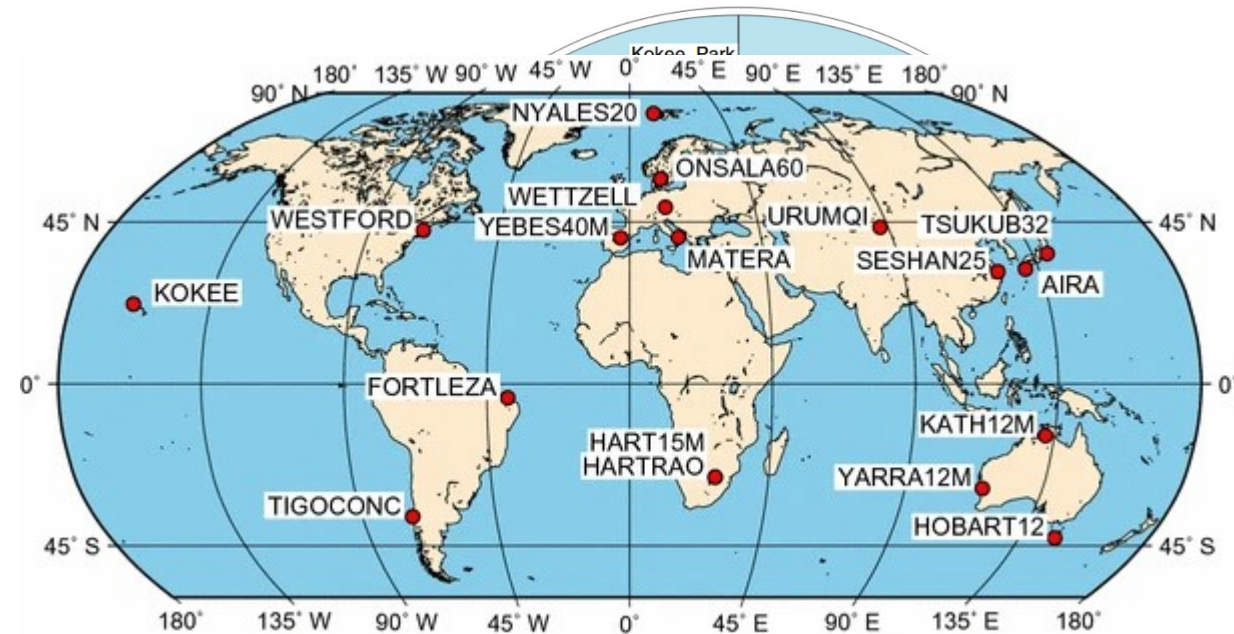 Kokee Park
180° 135° W 90° W 45° W 0° 45° E 90° E 135° E 180°
90° N 90° N
NYALES20
ONSALA60
WETTZELL
WESTFORD YEBES40M URUMQI TSUKUB32
45° N 45° N
MATERA SESHAN25
AIRA
KOKEE
0° 0°
FORTLEZA
KATH12M
HART15M
HARTRAO
YARRA12M
TIGOCONC
HOBART12
45° S 45° S
180° 135° W 90° W 45° W 0° 45° E 90° E 135° E 180°